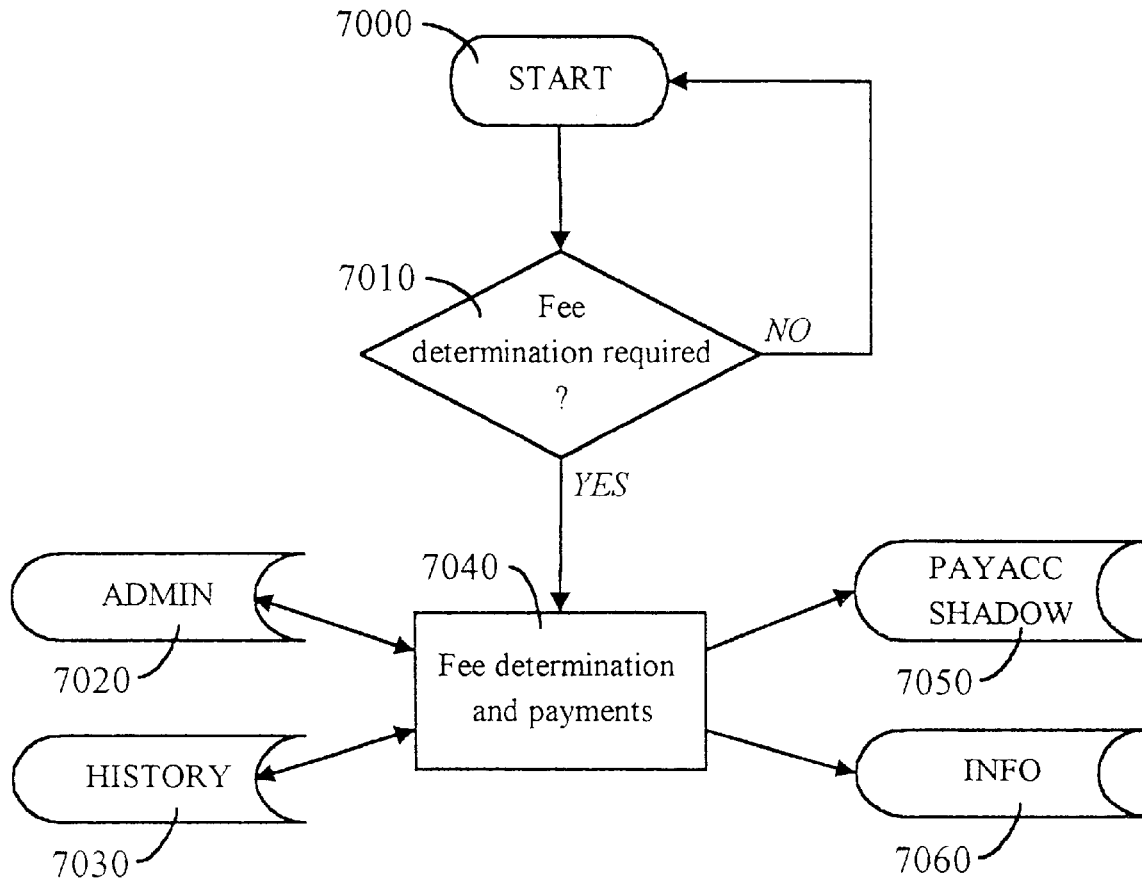 7000
START
7010
Fee
determination required
?
NO
YES
7040
ADMIN
7020
Fee determination
and payments
PAYACC
SHADOW
7050
HISTORY
7030
INFO
7060